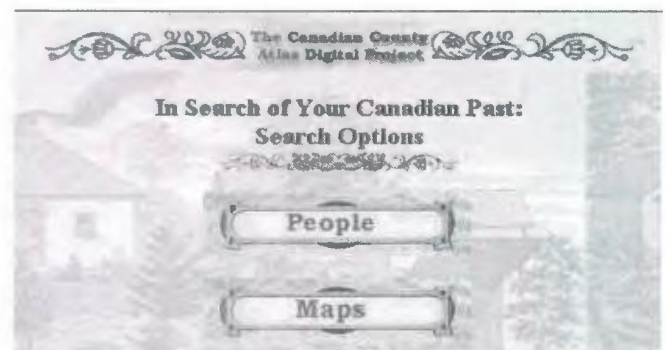 The Canadian County
Atlas Digital Project
In Search of Your Canadian Past:
Search Options
People
Maps